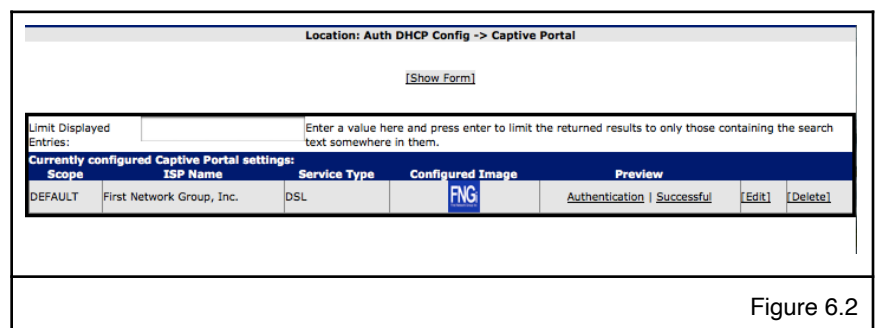 Location: Auth DHCP Config -> Captive Portal
[Show Form]
Limit Displayed Entries:
Enter a value here and press enter to limit the returned results to only those containing the search
text somewhere in them.
Currently configured Captive Portal settings:
Scope ISP Name Service Type Configured Image Preview
DEFAULT First Network Group, Inc. DSL FNGi Authentication | Successful [Edit] [Delete]
Figure 6.2